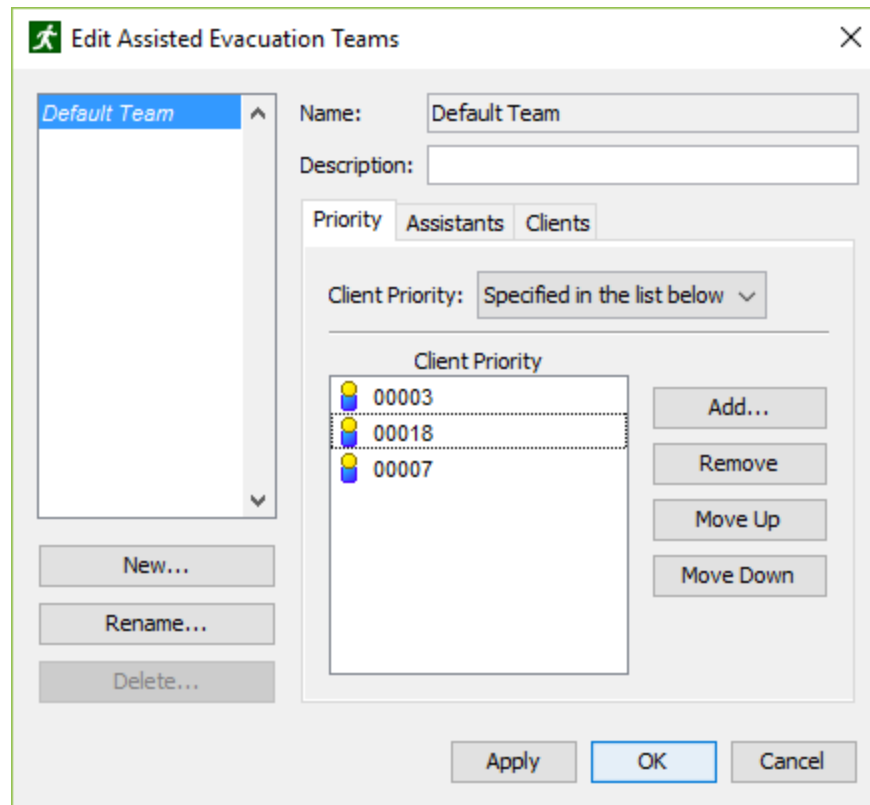 Edit Assisted Evacuation Teams
Default Team
Name: Default Team
Description:
Priority Assistants Clients
Client Priority: Specified in the list below
Client Priority
00003
00018
00007
Add...
Remove
Move Up
Move Down
New...
Rename...
Delete...
Apply OK Cancel